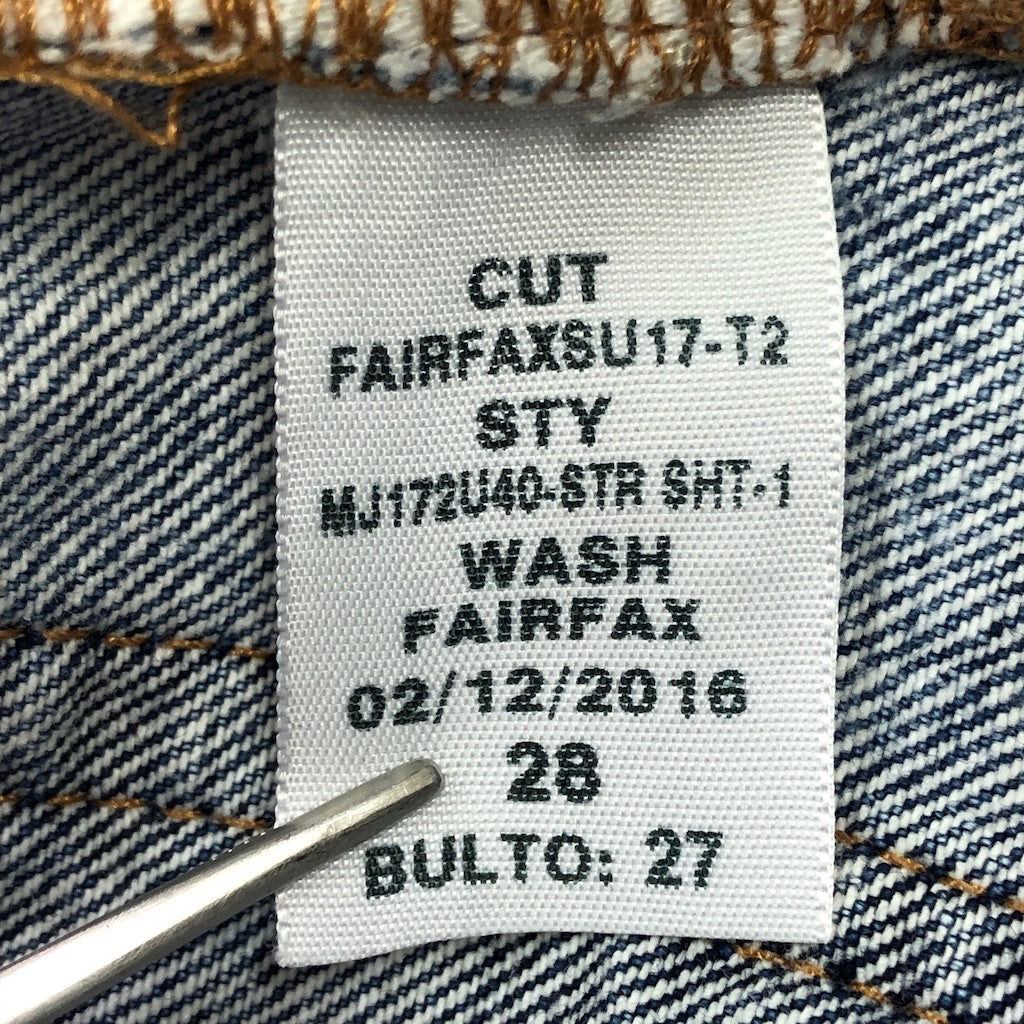 CUT
FAIRFAXSU17-T2
STY
MJ172U40-STR SHT-1
WASH
FAIRFAX
02/12/2016
28
BULTO: 27